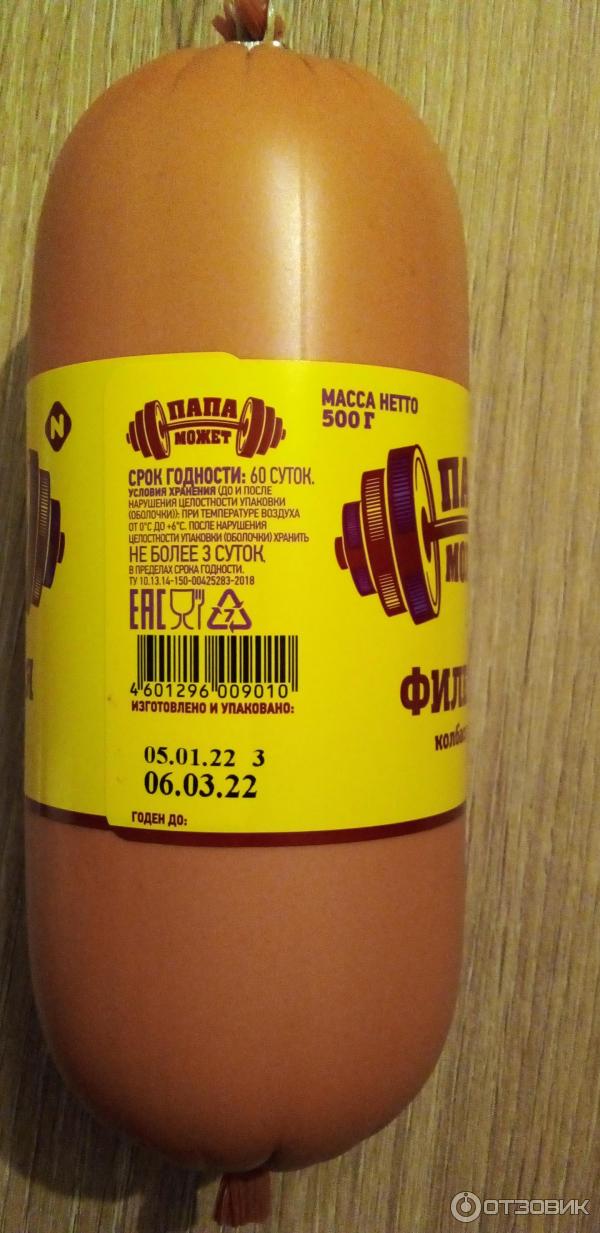 N
ПАПА
МОЖЕТ
СРОК ГОДНОСТИ: 60 СУТОК.
УСЛОВИЯ ХРАНЕНИЯ (ДО И ПОСЛЕ
НАРУШЕНИЯ ЦЕЛОСТНОСТИ УПАКОВКИ
(ОБОЛОЧКИ)): ПРИ ТЕМПЕРАТУРЕ ВОЗДУХА
ОТ 0°С ДО +6°С. ПОСЛЕ НАРУШЕНИЯ
ЦЕЛОСТНОСТИ УПАКОВКИ (ОБОЛОЧКИ) ХРАНИТЬ
НЕ БОЛЕЕ 3 СУТОК
В ПРЕДЕЛАХ СРОКА ГОДНОСТИ.
ТУ 10.13.14-150-00425283-2018
EAC 7
4 601296 009010
ИЗГОТОВЛЕНО И УПАКОВАНО:
05.01.22 3
06.03.22
ГОДЕН ДО:
МАССА НЕТТО
500 Г
ПАП
МО
ФИЛ
колба
ОТЗОВИК